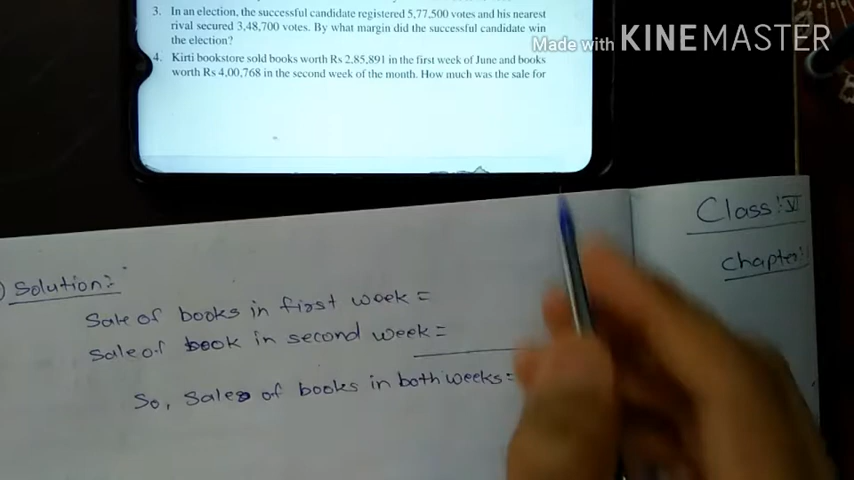 3. In an election, the successful candidate registered 5,77,500 votes and his nearest
rival secured 3,48,700 votes. By what margin did the successful candidate win
the election?
4. Kirti bookstore sold books worth Rs 2,85,891 in the first week of June and books
worth Rs 4,00,768 in the second week of the month. How much was the sale for
Made with KINEMASTER
Class: VI
Chapter:
Solution:
Sale of books in first week =
Sale of book in second week =
So, Sales of books in both weeks =